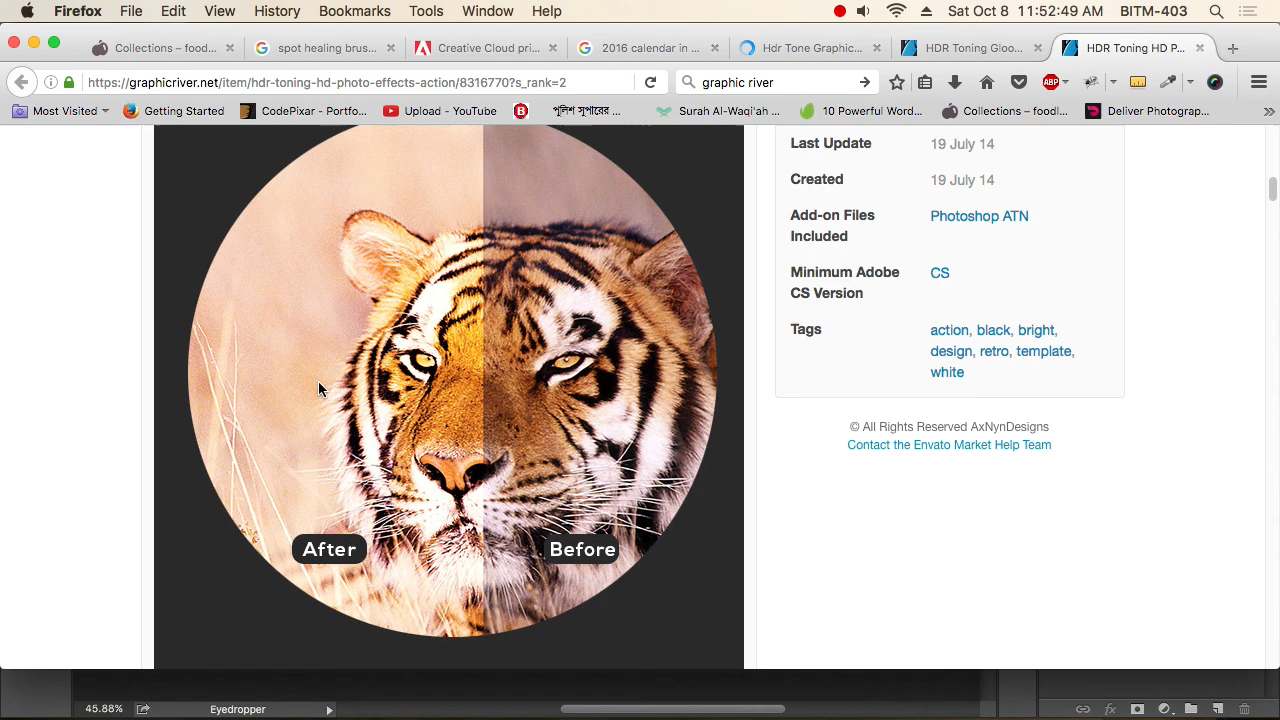 Firefox File Edit View History Bookmarks Tools Window Help Sat Oct 8 11:52:49 AM BITM-403
Collections – food... spot healing brus... Creative Cloud pri... 2016 calendar in ... Hdr Tone Graphic... HDR Toning Gloo... HDR Toning HD P...
https://graphicriver.net/item/hdr-toning-hd-photo-effects-action/8316770?s_rank=2 graphic river ABP
Most Visited Getting Started CodePixar - Portfo... Upload - YouTube B পুলিশ সুপারের ... Surah Al-Waqi'ah ... 10 Powerful Word... Collections — foodl... Deliver Photograp...
Last Update 19 July 14
Created 19 July 14
Add-on Files Included Photoshop ATN
Minimum Adobe CS Version CS
Tags action, black, bright,
design, retro, template,
white
© All Rights Reserved AxNynDesigns
Contact the Envato Market Help Team
After Before
45.88% Eyedropper fx